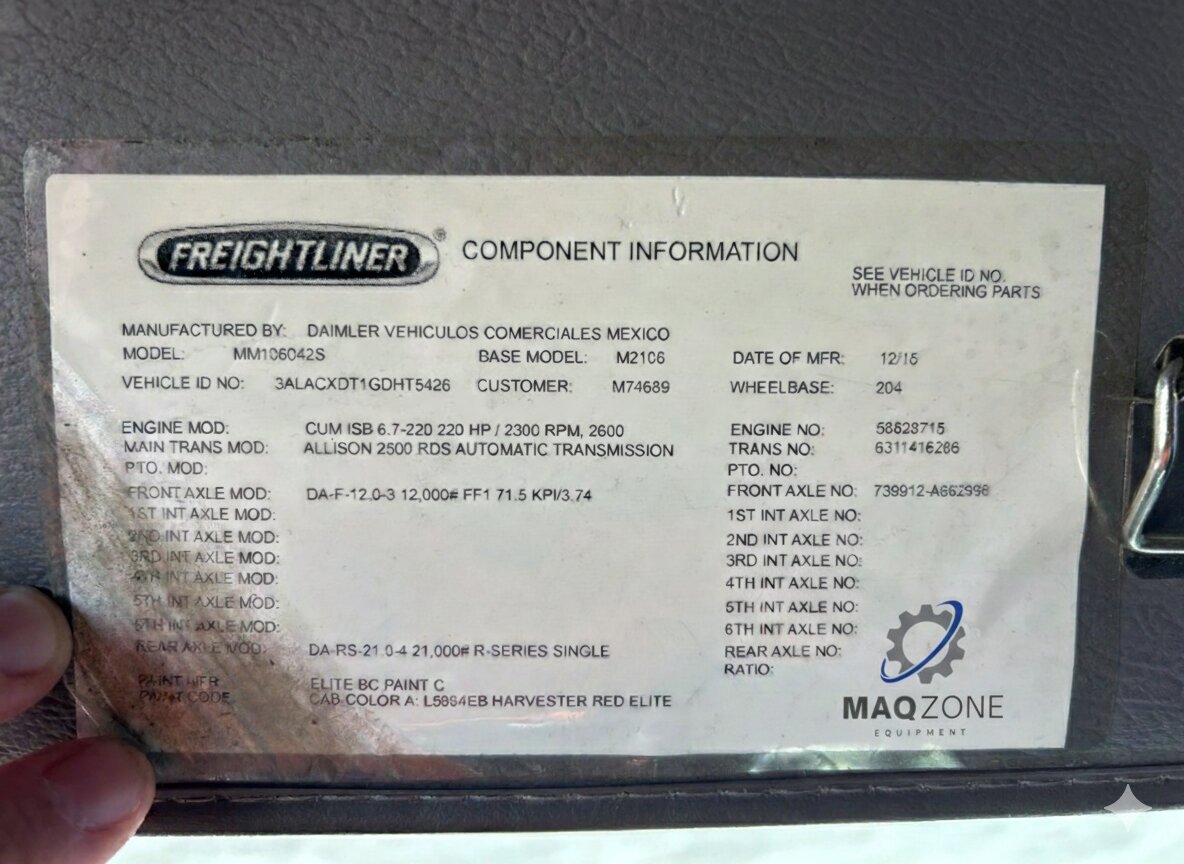 FREIGHTLINER® COMPONENT INFORMATION
SEE VEHICLE ID NO.
WHEN ORDERING PARTS
MANUFACTURED BY: DAIMLER VEHICULOS COMERCIALES MEXICO
MODEL: MM106042S BASE MODEL: M2106 DATE OF MFR: 12/15
VEHICLE ID NO: 3ALACXDT1GDHT5426 CUSTOMER: M74689 WHEELBASE: 204
ENGINE MOD: CUM ISB 6.7-220 220 HP / 2300 RPM, 2600 ENGINE NO:
MAIN TRANS MOD: ALLISON 2500 RDS AUTOMATIC TRANSMISSION TRANS NO: 6311416286
PTO. MOD: PTO. NO:
FRONT AXLE MOD: DA-F-12.0-3 12,000# FF1 71.5 KPI/3.74 FRONT AXLE NO:
1ST INT AXLE MOD: 1ST INT AXLE NO:
2ND INT AXLE MOD: 2ND INT AXLE NO:
3RD INT AXLE MOD: 3RD INT AXLE NO:
4TH INT AXLE MOD: 4TH INT AXLE NO:
5TH INT AXLE MOD: 5TH INT AXLE NO:
6TH INT AXLE MOD: 6TH INT AXLE NO:
REAR AXLE MOD: DA-RS-21.0-4 21,000# R-SERIES SINGLE REAR AXLE NO:
RATIO:
PAINT MFR: ELITE BC PAINT C
PAINT CODE: CAB COLOR A: HARVESTER RED ELITE
MAQZONE
EQUIPMENT